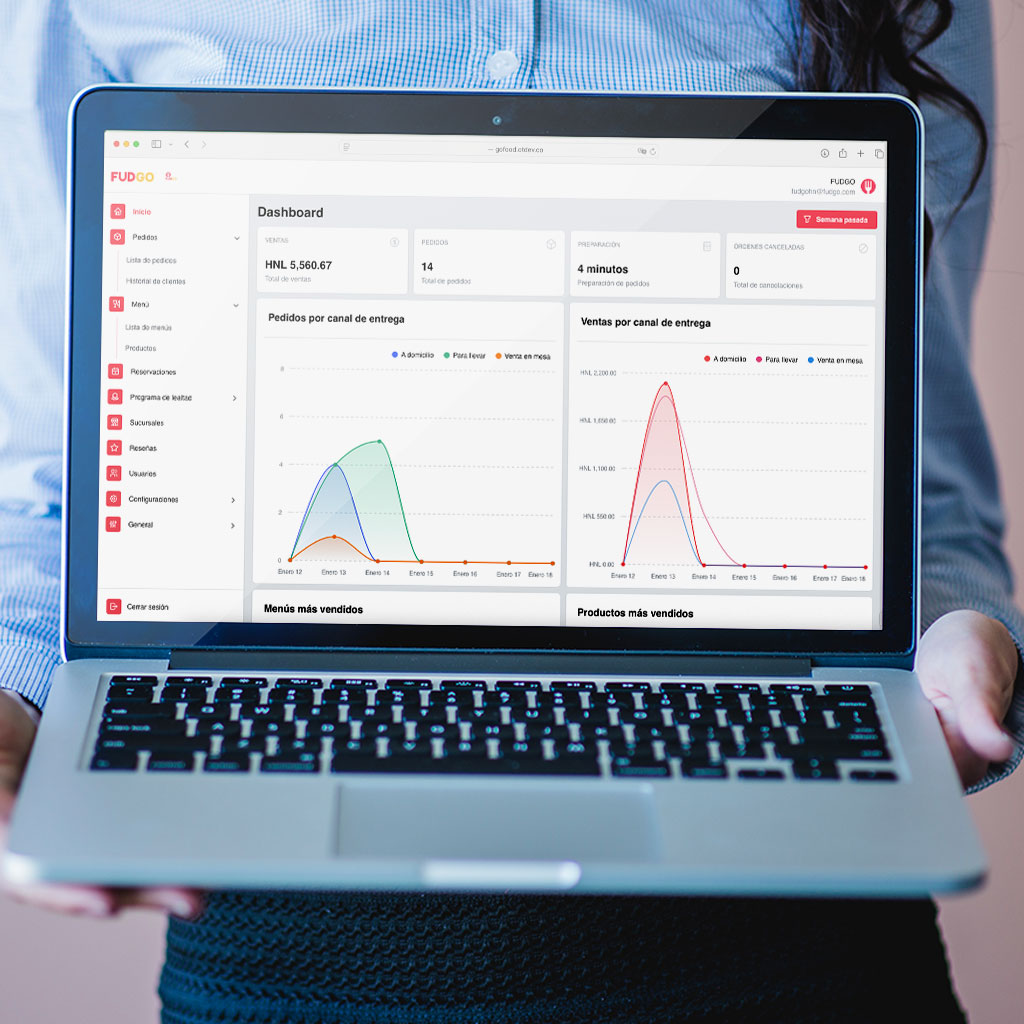 gofood.otdev.co
FUDGO
FUDGO
fudgohn@fudgo.com
Inicio
Pedidos
Lista de pedidos
Historial de clientes
Menú
Lista de menús
Productos
Reservaciones
Programa de lealtad
Sucursales
Reseñas
Usuarios
Configuraciones
General
Cerrar sesión
Dashboard
Semana pasada
VENTAS
HNL 5,560.67
Total de ventas
PEDIDOS
14
Total de pedidos
PREPARACIÓN
4 minutos
Preparación de pedidos
ORDENES CANCELADAS
0
Total de cancelaciones
Pedidos por canal de entrega
A domicilio Para llevar Venta en mesa
8
6
4
2
0
Enero 12 Enero 13 Enero 14 Enero 15 Enero 16 Enero 17 Enero 18
Ventas por canal de entrega
A domicilio Para llevar Venta en mesa
HNL 2,200.00
HNL 1,650.00
HNL 1,100.00
HNL 550.00
HNL 0.00
Enero 12 Enero 13 Enero 14 Enero 15 Enero 16 Enero 17 Enero 18
Menús más vendidos
Productos más vendidos